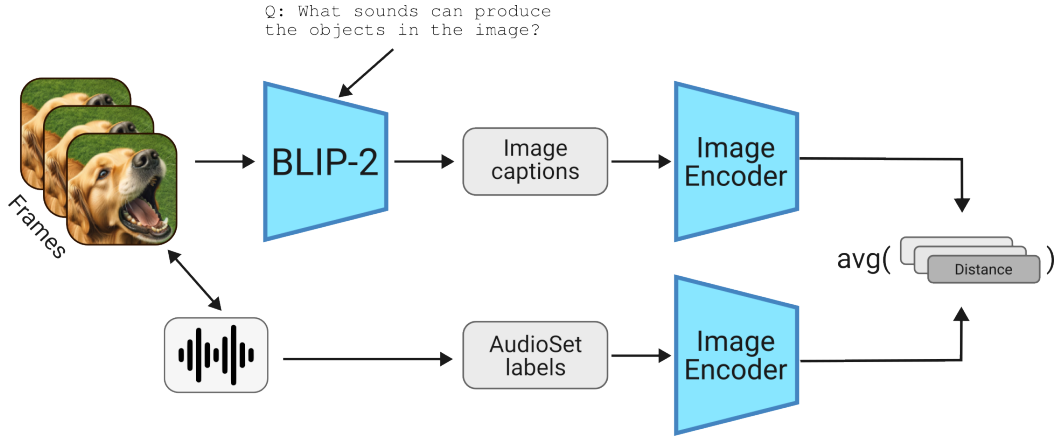 Q: What sounds can produce
the objects in the image?
BLIP-2
Image
captions
Image
Encoder
Frames
avg(
Distance
)
AudioSet
labels
Image
Encoder